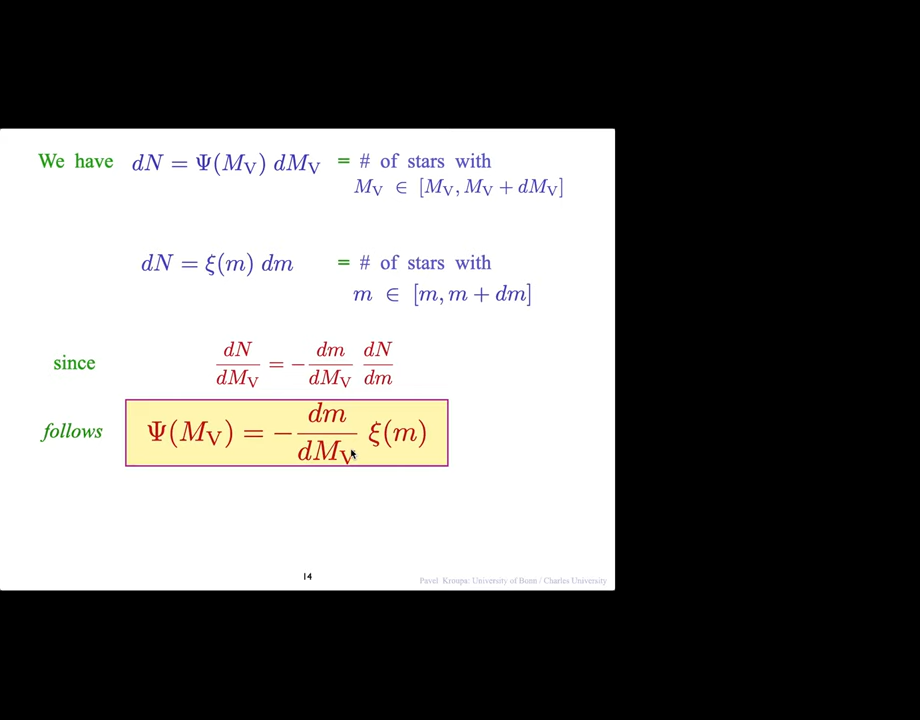 We have dN = Ψ(M_V) dM_V = # of stars with
M_V ∈ [M_V, M_V + dM_V]
dN = ξ(m) dm = # of stars with
m ∈ [m, m + dm]
since dN/dM_V = − dm/dM_V dN/dm
follows Ψ(M_V) = − dm/dM_V ξ(m)
14
Pavel Kroupa: University of Bonn / Charles University